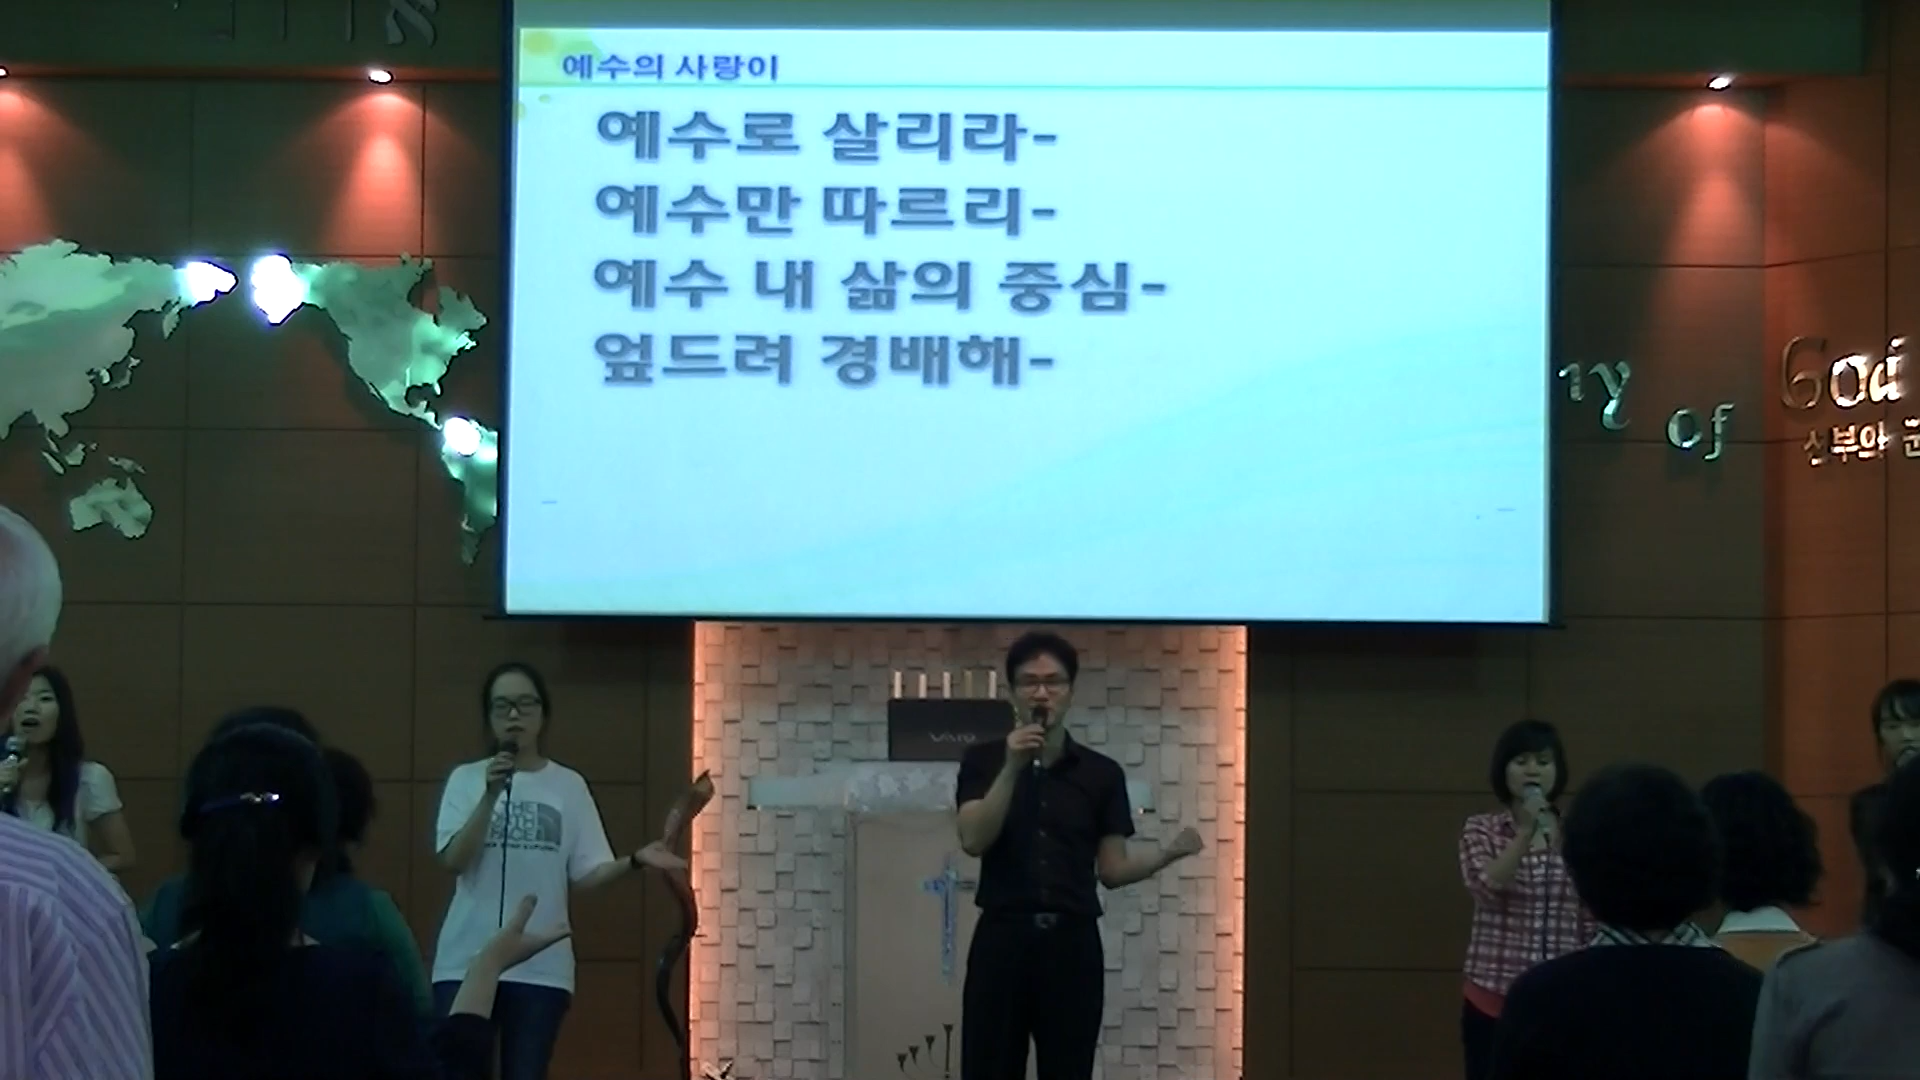 예수의 사랑이
예수로 살리라-
예수만 따르리-
예수 내 삶의 중심-
엎드려 경배해-
of
God
VAIO
THE
NORTH
FACE